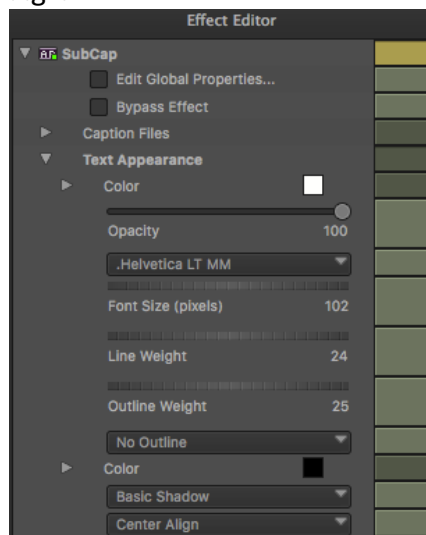 Effect Editor
SubCap
Edit Global Properties...
Bypass Effect
Caption Files
Text Appearance
Color
Opacity 100
.Helvetica LT MM
Font Size (pixels) 102
Line Weight 24
Outline Weight 25
No Outline
Color
Basic Shadow
Center Align